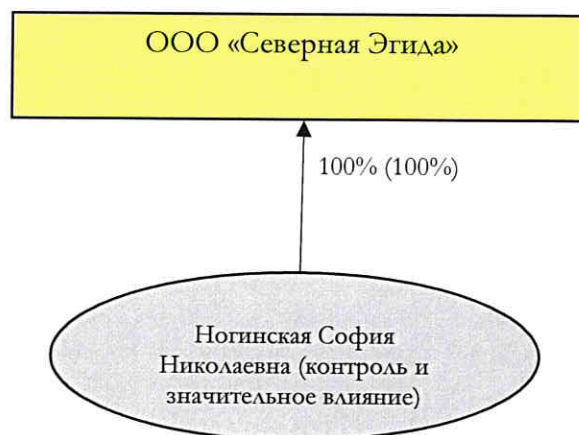 ООО «Северная Эгида»
100% (100%)
Ногинская София
Николаевна (контроль и
значительное влияние)